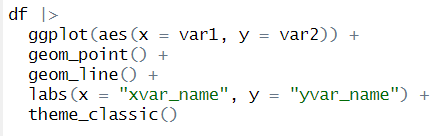 df |>
  ggplot(aes(x = var1, y = var2)) +
  geom_point() +
  geom_line() +
  labs(x = "xvar_name", y = "yvar_name") +
  theme_classic()